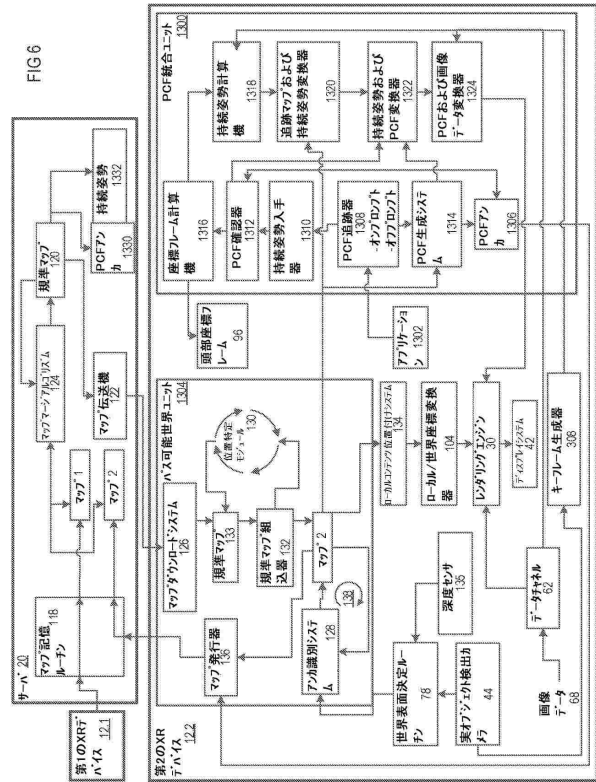 FIG 6
サーバ 20
第1のXRデ
バイス 12.1
マップ記憶
ルーチン
118
マップ 1
マップ 2
マップマージアルゴリズム
124
規準マップ
120
マップ伝送機
122
PCFアン
カ 1330
持続姿勢
1332
第2のXR
デバイス 12.2
パス可能世界ユニット
1304
マップダウンロードシステム
126
規準マップ
133
位置特定
モジュール
130
規準マップ組
込器 132
マップ 2
マップ発行器
136
アンカ識別システ
ム 128
138
ローカルコンテンツ 位置付けシステム
134
ローカル/世界座標変換
器 104
レンダリングエンジン
30
ディスプレイシステム
42
キーフレーム生成器
308
世界表面決定ルー
チン 78
深度センサ
135
実オブジェクト検出カ
メラ 44
データチャネル
62
画像
データ
68
頭部座標フ
レーム 96
アプリケーショ
ン 1302
PCF統合ユニット
1300
座標フレーム計算
機 1316
持続姿勢計算
機 1318
PCF確認器
1312
追跡マップおよび
持続姿勢変換器
1320
持続姿勢入手
器 1310
持続姿勢および
PCF変換器
1322
PCF追跡器
1308
-オンプロンプト
-オフプロンプト
PCFおよび画像
データ変換器
1324
PCF生成システ
ム 1314
PCFアン
カ 1306